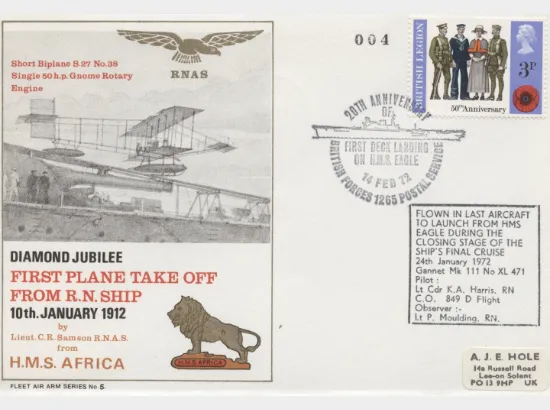 Short Biplane S.27 No.38
Single 50 h.p. Gnome Rotary
Engine
RNAS
004
BRITISH LEGION
3P
50th Anniversary
20TH ANNIVERSARY
OF
FIRST DECK LANDING
ON H.M.S. EAGLE
14 FEB 72
BRITISH FORCES 1265 POSTAL SERVICE
FLOWN IN LAST AIRCRAFT
TO LAUNCH FROM HMS
EAGLE DURING THE
CLOSING STAGE OF THE
SHIP'S FINAL CRUISE
24th January 1972
Gannet Mk 111 No XL 471
Pilot :
Lt Cdr K.A. Harris, RN
C.O. 849 D Flight
Observer :-
Lt P. Moulding, RN.
DIAMOND JUBILEE
FIRST PLANE TAKE OFF
FROM R.N. SHIP
10th. JANUARY 1912
by
Lieut. C.R. Samson R.N.A.S.
from
H.M.S. AFRICA
H.M.S. AFRICA
FLEET AIR ARM SERIES No 5
A. J. E. HOLE
14a Russell Road
Lee-on Solent
PO13 9HP UK